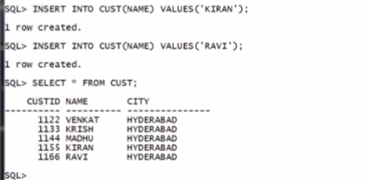 SQL> INSERT INTO CUST(NAME) VALUES('KIRAN');
1 row created.
SQL> INSERT INTO CUST(NAME) VALUES('RAVI');
1 row created.
SQL> SELECT * FROM CUST;
CUSTID NAME CITY
---------- ---------- ---------------
1122 VENKAT HYDERABAD
1133 KRISH HYDERABAD
1144 MADHU HYDERABAD
1155 KIRAN HYDERABAD
1166 RAVI HYDERABAD
SQL>